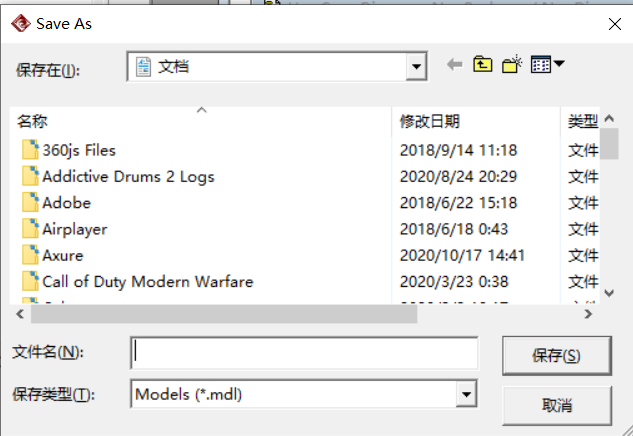 Save As
保存在(I):
文档
名称 修改日期 类型
360js Files 2018/9/14 11:18 文件
Addictive Drums 2 Logs 2020/8/24 20:29 文件
Adobe 2018/6/22 15:18 文件
Airplayer 2018/6/18 0:43 文件
Axure 2020/10/17 14:41 文件
Call of Duty Modern Warfare 2020/3/23 0:38 文件
文件名(N):
保存(S)
保存类型(T):
Models (*.mdl)
取消